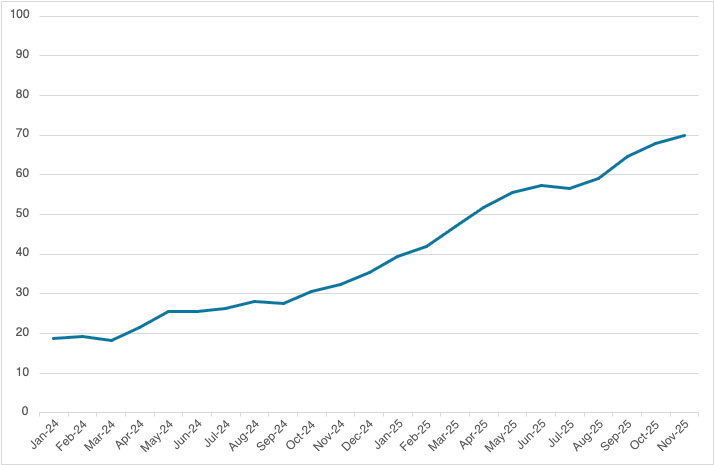 100
90
80
70
60
50
40
30
20
10
0
Jan-24
Feb-24
Mar-24
Apr-24
May-24
Jun-24
Jul-24
Aug-24
Sep-24
Oct-24
Nov-24
Dec-24
Jan-25
Feb-25
Mar-25
Apr-25
May-25
Jun-25
Jul-25
Aug-25
Sep-25
Oct-25
Nov-25